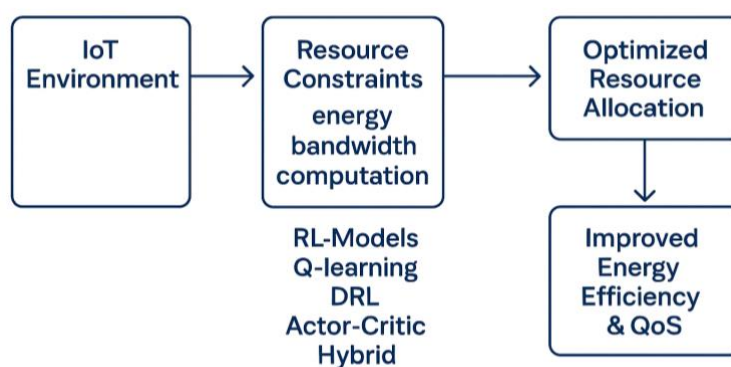 IoT
Environment
Resource
Constraints
energy
bandwidth
computation
RL-Models
Q-learning
DRL
Actor-Critic
Hybrid
Optimized
Resource
Allocation
Improved
Energy
Efficiency
& QoS